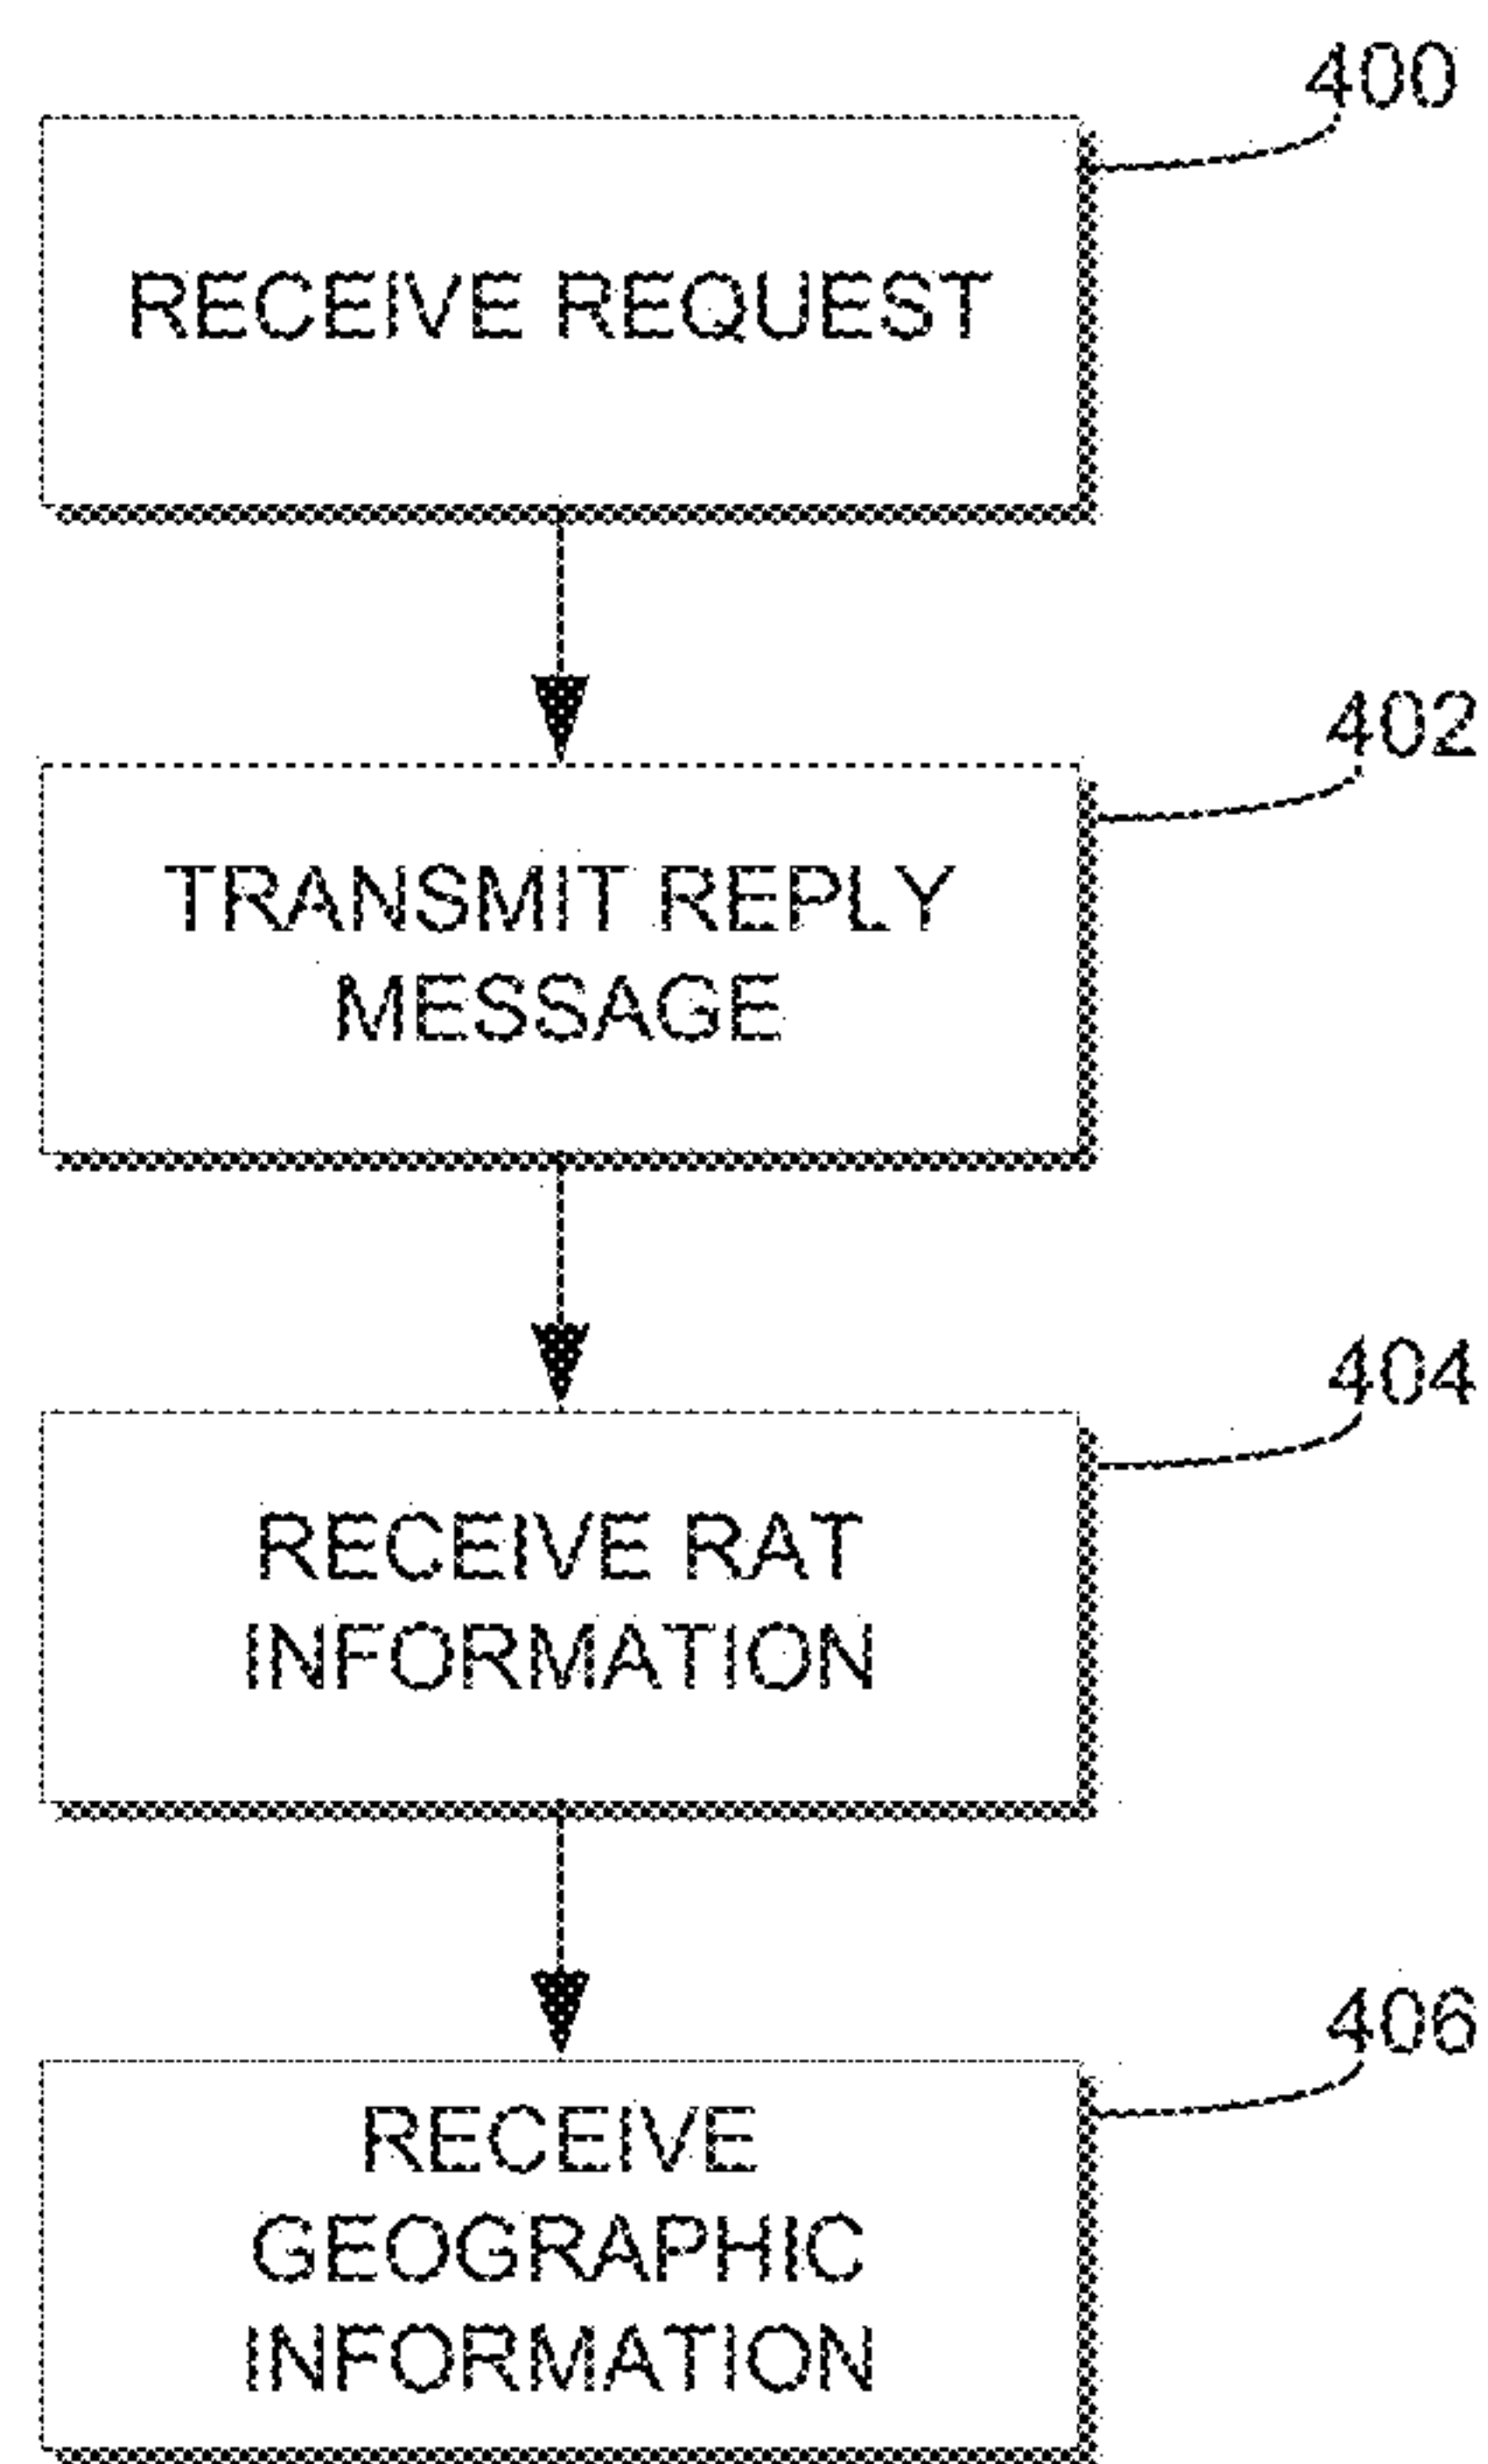 400
RECEIVE REQUEST
402
TRANSMIT REPLY
MESSAGE
404
RECEIVE RAT
INFORMATION
406
RECEIVE
GEOGRAPHIC
INFORMATION